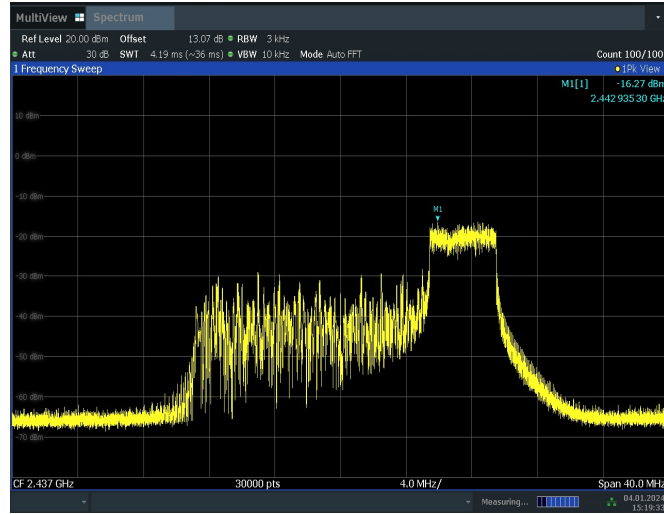 MultiView Spectrum
Ref Level 20.00 dBm Offset 13.07 dB RBW 3 kHz
Att 30 dB SWT 4.19 ms (~36 ms) VBW 10 kHz Mode Auto FFT Count 100/100
1 Frequency Sweep 1Pk View
M1[1] -16.27 dBm
2.442 935 30 GHz
10 dBm
0 dBm
-10 dBm
M1
-20 dBm
-30 dBm
-40 dBm
-50 dBm
-60 dBm
-70 dBm
CF 2.437 GHz 30000 pts 4.0 MHz/ Span 40.0 MHz
Measuring... 04.01.2024
15:19:33